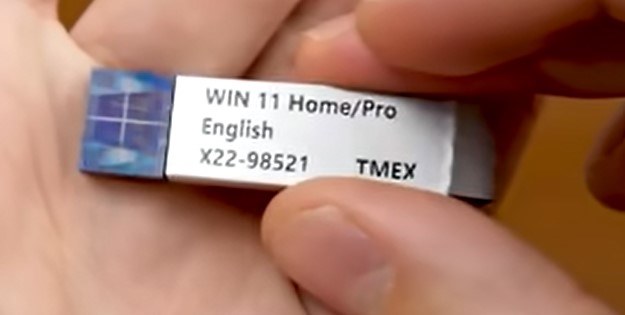 WIN 11 Home/Pro
English
X22-98521 TMEX